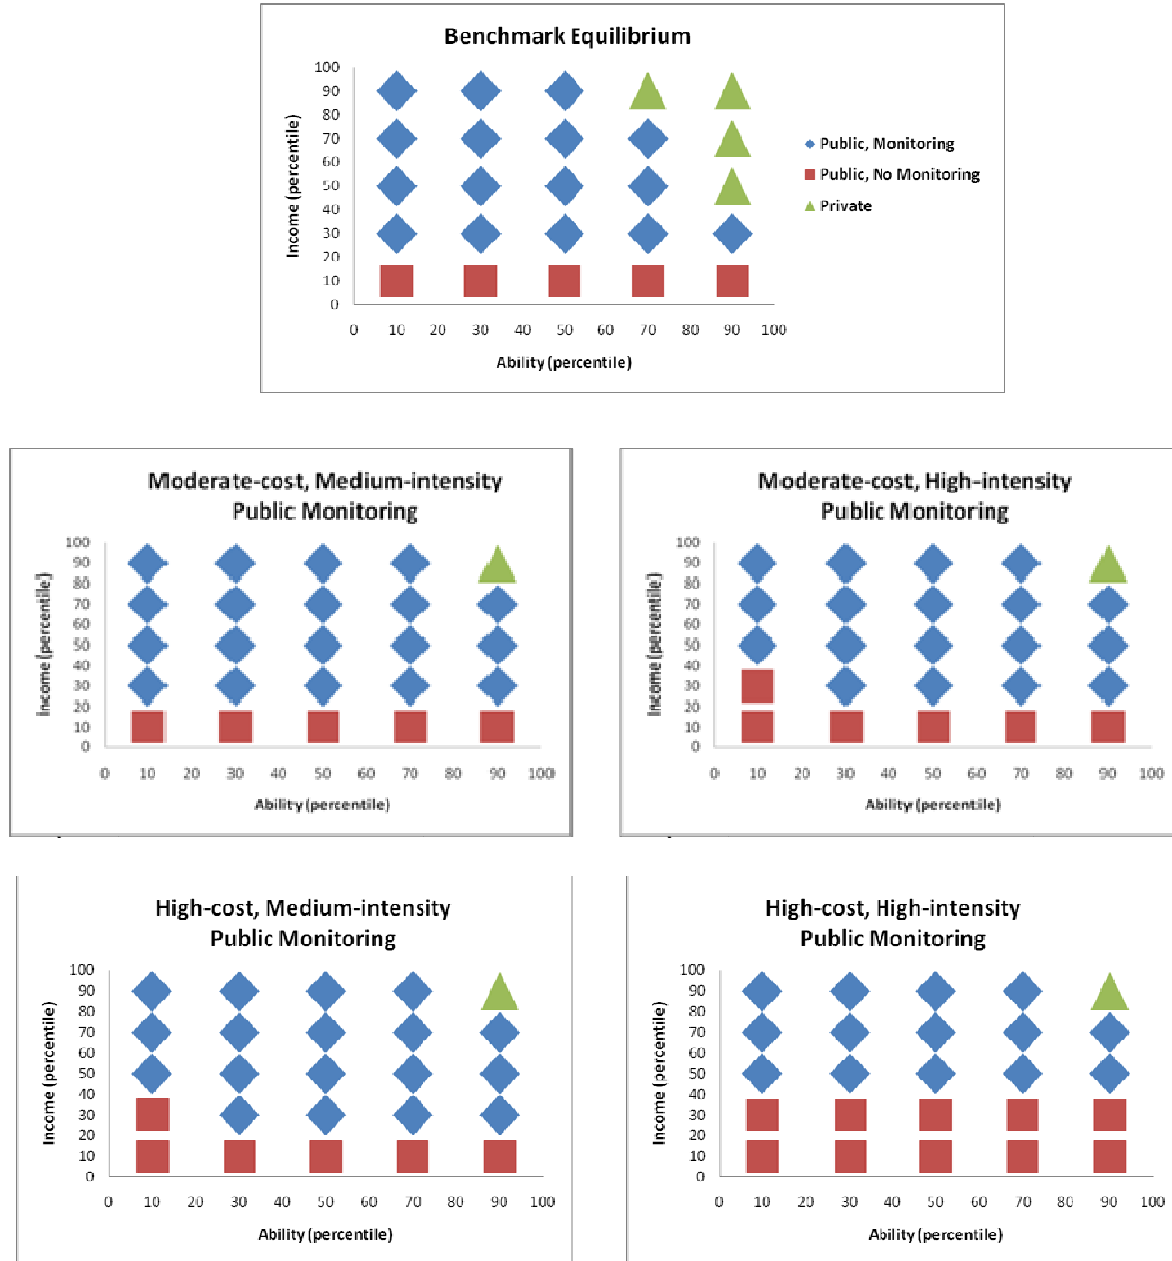 Benchmark Equilibrium
100
90
80
70
60
50
40
30
20
10
0
Income (percentile)
0 10 30 40 50 60 70 80 90 100
Ability (percentile)
Public, Monitoring
Public, No Monitoring
Private
Moderate-cost, Medium-intensity
Public Monitoring
100
90
80
70
60
50
40
30
20
10
0
Income (percentile)
0 10 30 40 50 60 70 80 90 100
Ability (percentile)
Moderate-cost, High-intensity
Public Monitoring
100
90
80
70
60
50
40
30
20
10
0
Income (percentile)
0 10 30 40 50 60 70 80 90 100
Ability (percentile)
High-cost, Medium-intensity
Public Monitoring
100
90
80
70
60
50
40
30
20
10
0
Income (percentile)
0 10 30 40 50 60 70 80 90 100
Ability (percentile)
High-cost, High-intensity
Public Monitoring
100
90
80
70
60
50
40
30
20
10
0
Income (percentile)
0 10 30 40 50 60 70 80 90 100
Ability (percentile)